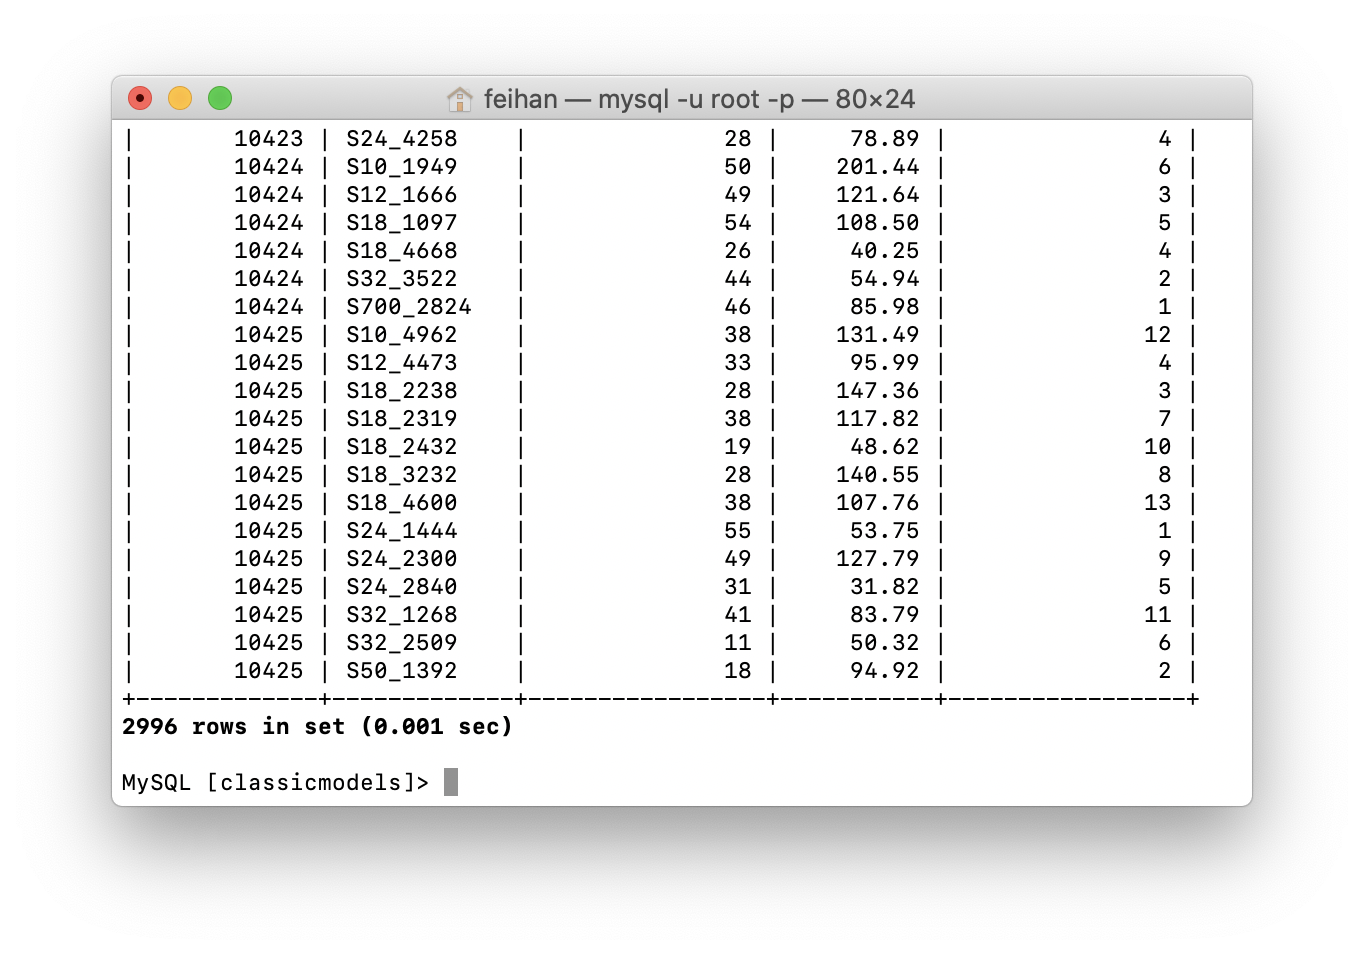 feihan — mysql -u root -p — 80×24
|       10423 | S24_4258    |              28 |     78.89 |               4 |
|       10424 | S10_1949    |              50 |    201.44 |               6 |
|       10424 | S12_1666    |              49 |    121.64 |               3 |
|       10424 | S18_1097    |              54 |    108.50 |               5 |
|       10424 | S18_4668    |              26 |     40.25 |               4 |
|       10424 | S32_3522    |              44 |     54.94 |               2 |
|       10424 | S700_2824   |              46 |     85.98 |               1 |
|       10425 | S10_4962    |              38 |    131.49 |              12 |
|       10425 | S12_4473    |              33 |     95.99 |               4 |
|       10425 | S18_2238    |              28 |    147.36 |               3 |
|       10425 | S18_2319    |              38 |    117.82 |               7 |
|       10425 | S18_2432    |              19 |     48.62 |              10 |
|       10425 | S18_3232    |              28 |    140.55 |               8 |
|       10425 | S18_4600    |              38 |    107.76 |              13 |
|       10425 | S24_1444    |              55 |     53.75 |               1 |
|       10425 | S24_2300    |              49 |    127.79 |               9 |
|       10425 | S24_2840    |              31 |     31.82 |               5 |
|       10425 | S32_1268    |              41 |     83.79 |              11 |
|       10425 | S32_2509    |              11 |     50.32 |               6 |
|       10425 | S50_1392    |              18 |     94.92 |               2 |
+-------------+-------------+-----------------+-----------+-----------------+
2996 rows in set (0.001 sec)
MySQL [classicmodels]>